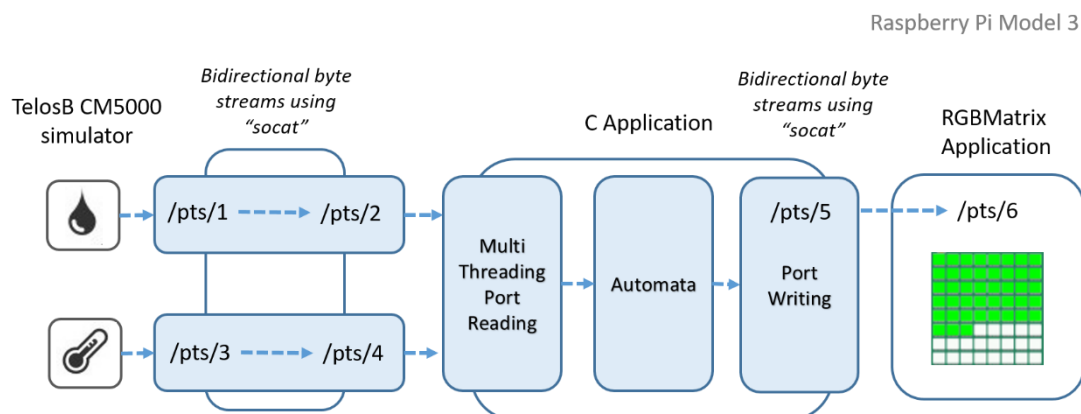 Raspberry Pi Model 3
TelosB CM5000
simulator
Bidirectional byte
streams using
“socat”
C Application
Bidirectional byte
streams using
“socat”
RGBMatrix
Application
/pts/1
/pts/2
/pts/3
/pts/4
Multi
Threading
Port
Reading
Automata
/pts/5
Port
Writing
/pts/6